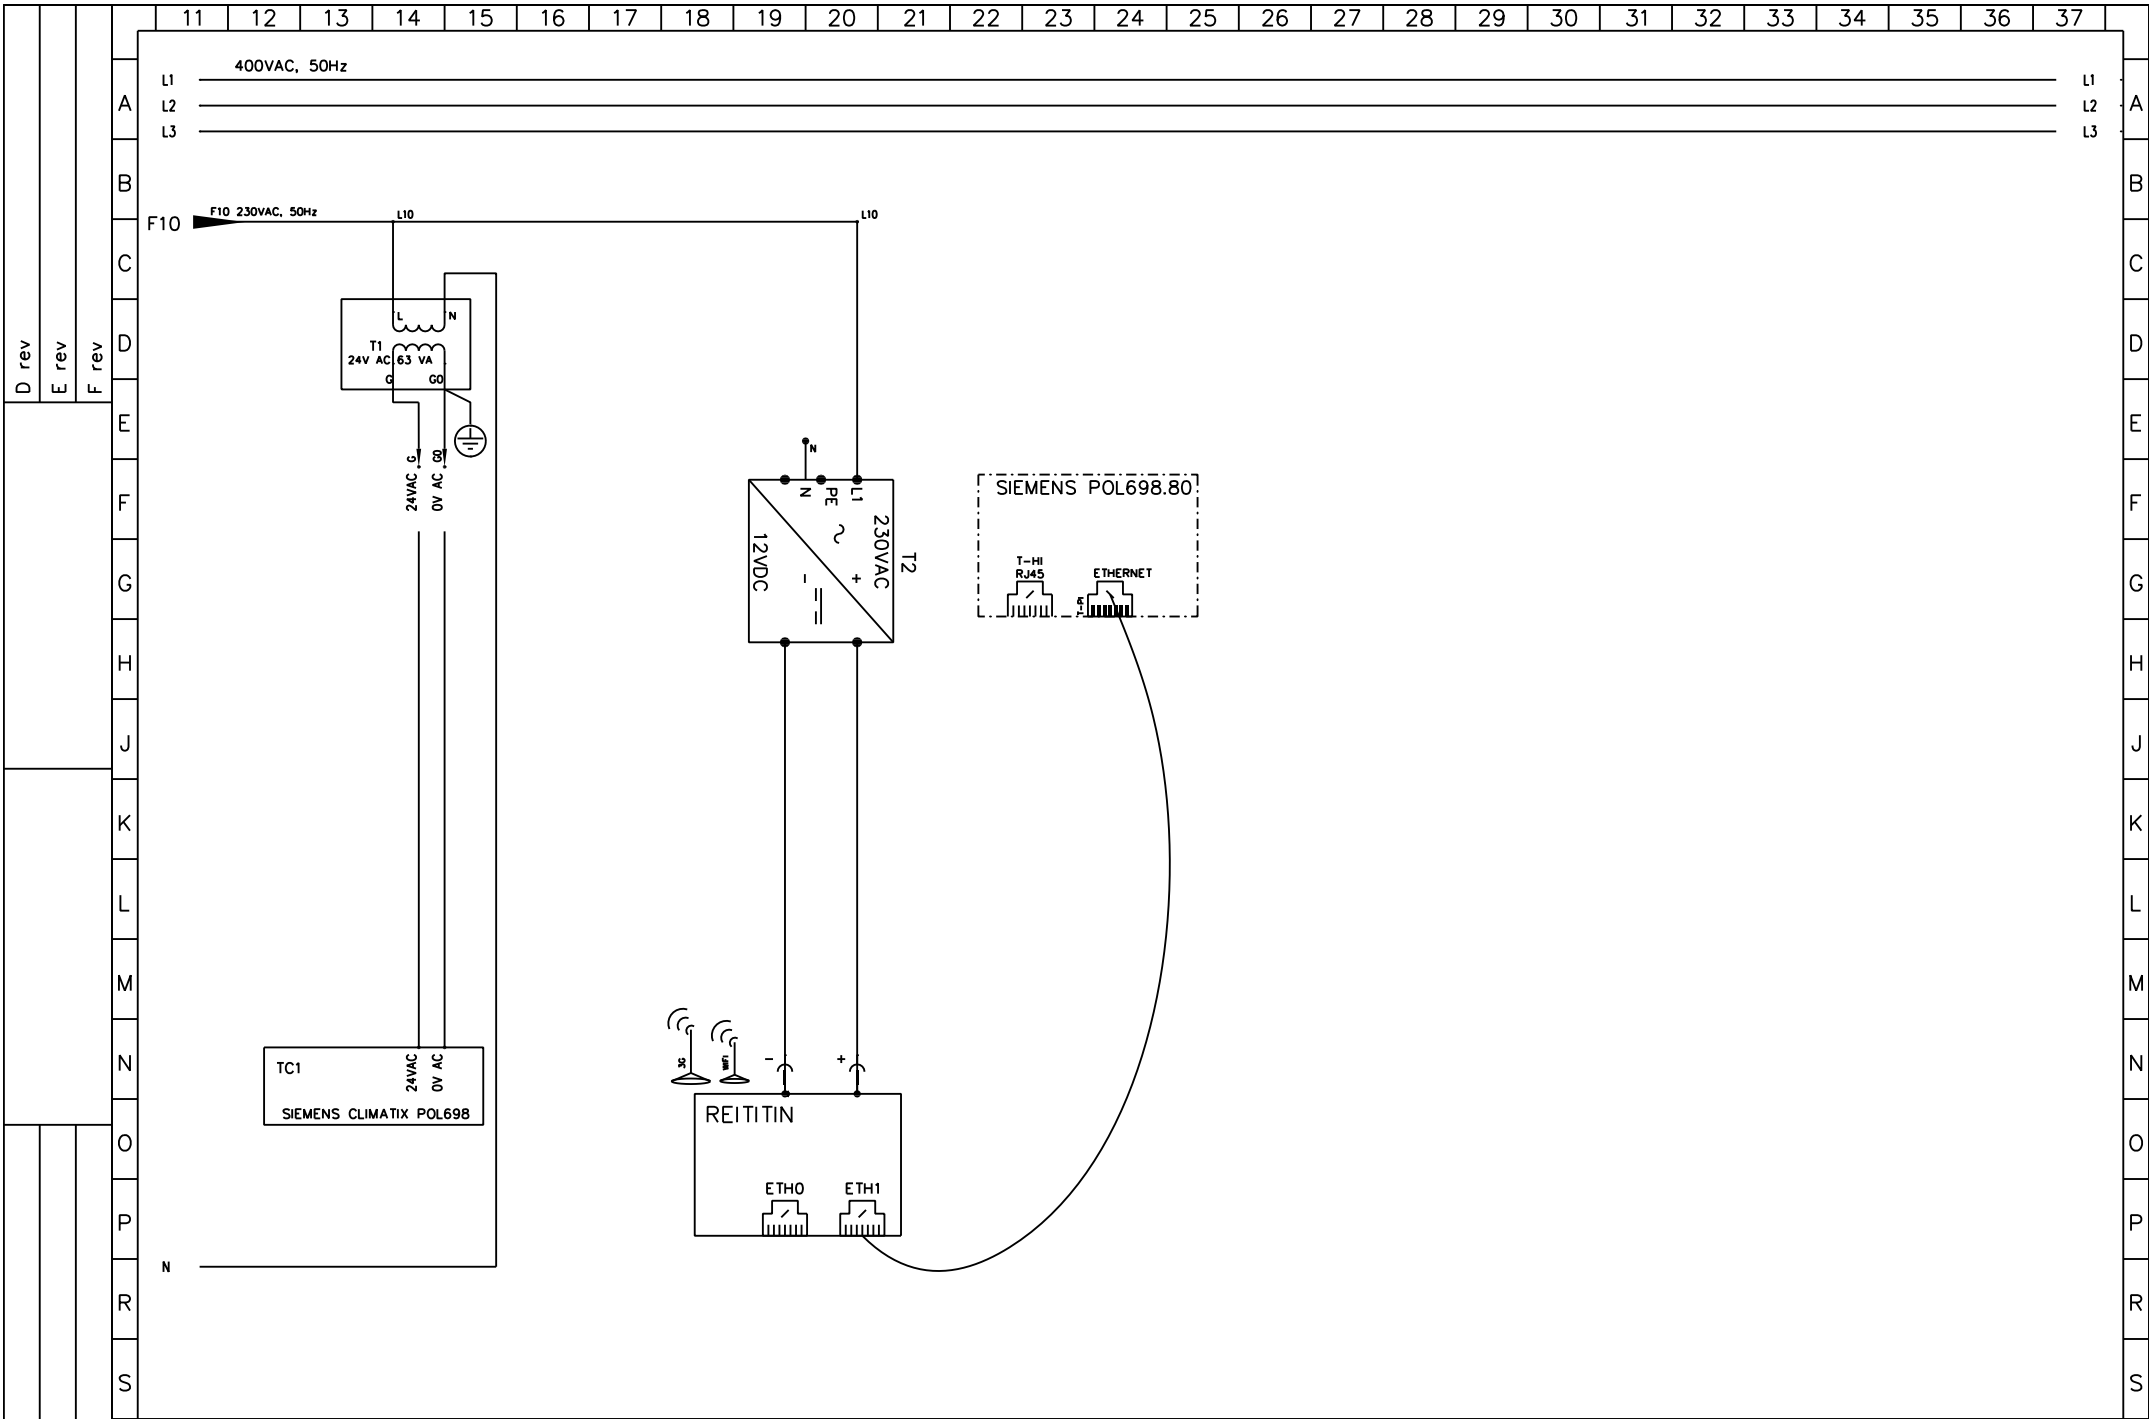 11 12 13 14 15 16 17 18 19 20 21 22 23 24 25 26 27 28 29 30 31 32 33 34 35 36 37
400VAC, 50Hz
L1 L1
A L2 L2 A
L3 L3
B B
F10 230VAC, 50Hz L10 L10
F10
C C
L N
D rev E rev F rev D T1 D
24V AC 63 VA
G G0
E E
N
24VAC G 0V AC G0
F N PE L1 SIEMENS POL698.80 F
12VDC 230VAC T2
- +
T-HI
RJ45 ETHERNET
G T-PI G
H H
J J
K K
L L
M M
3G WIFI - +
N TC1 24VAC 0V AC N
SIEMENS CLIMATIX POL698 REITITIN
O O
ETH0 ETH1
P P
N
R R
S S